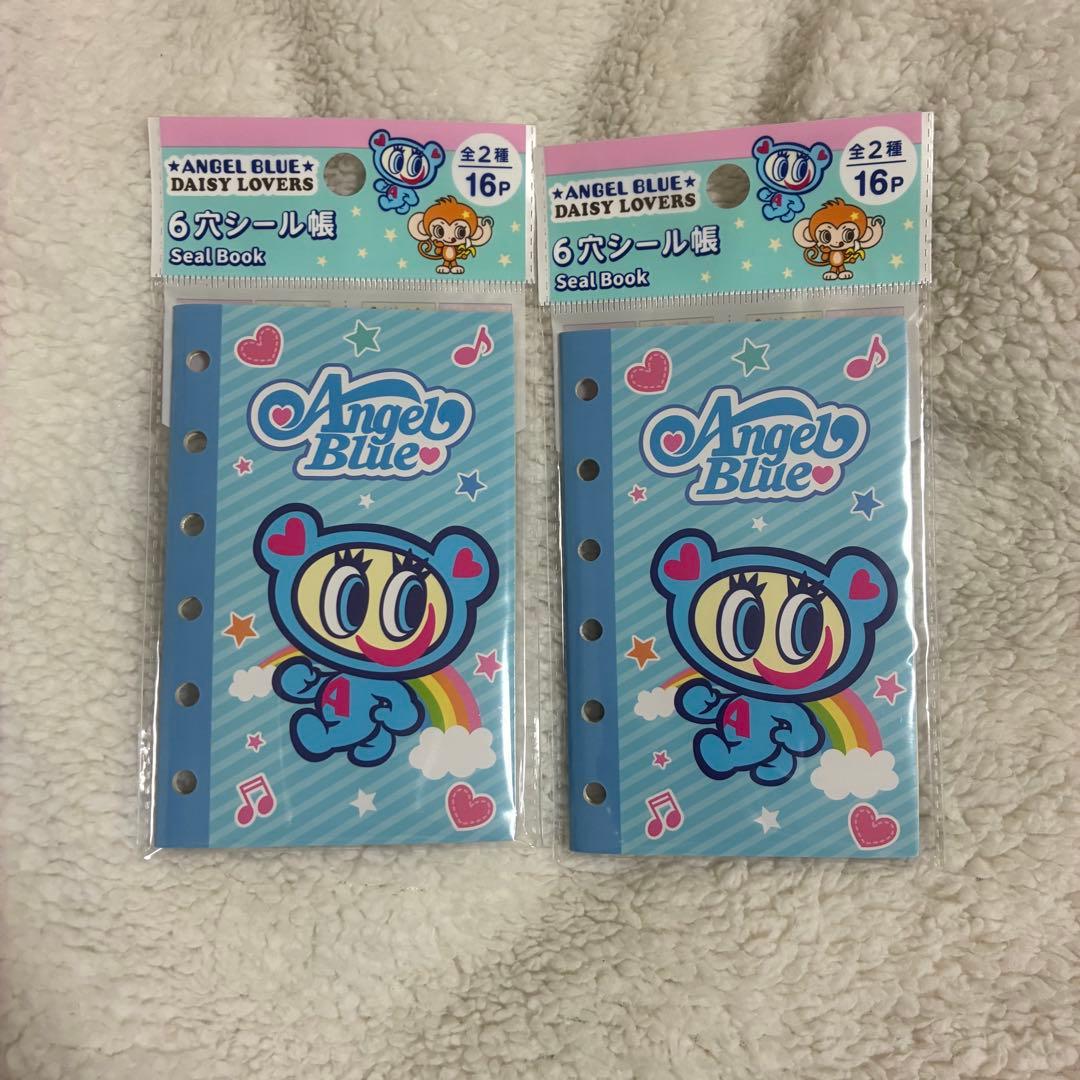 ★ANGEL BLUE★
DAISY LOVERS
全2種
16P
6穴シール帳
Seal Book
Angel
Blue
A
★ANGEL BLUE★
DAISY LOVERS
全2種
16P
6穴シール帳
Seal Book
Angel
Blue
A